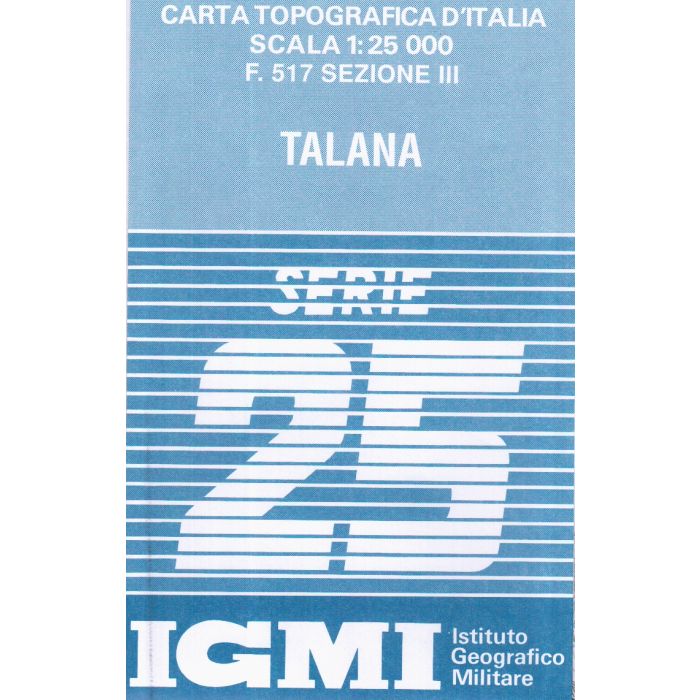 CARTA TOPOGRAFICA D'ITALIA
SCALA 1:25 000
F. 517 SEZIONE III
TALANA
SERIE
25
IGMI
Istituto
Geografico
Militare